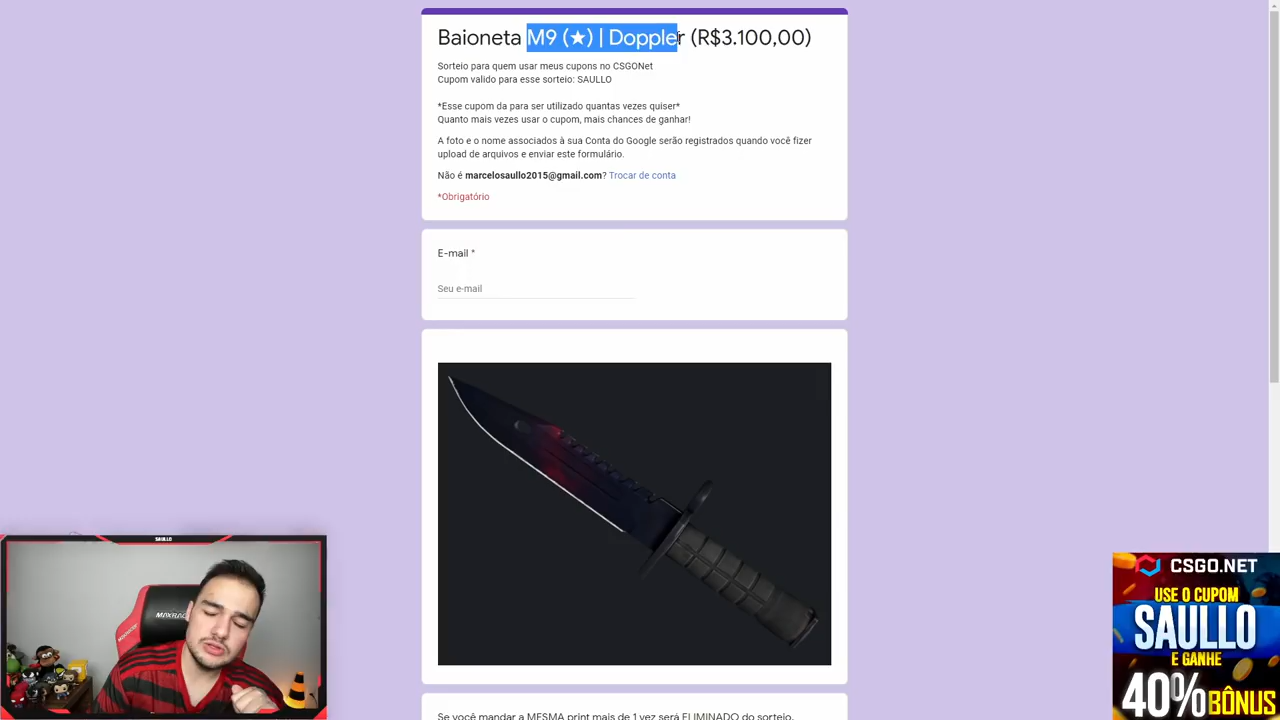 Baioneta M9 (★) | Doppler (R$3.100,00)
Sorteio para quem usar meus cupons no CSGONet
Cupom valido para esse sorteio: SAULLO
*Esse cupom da para ser utilizado quantas vezes quiser*
Quanto mais vezes usar o cupom, mais chances de ganhar!
A foto e o nome associados à sua Conta do Google serão registrados quando você fizer
upload de arquivos e enviar este formulário.
Não é marcelosaullo2015@gmail.com? Trocar de conta
*Obrigatório
E-mail *
Seu e-mail
Se você mandar a MESMA print mais de 1 vez será ELIMINADO do sorteio.
SAULLO
MAXRACER
CSGO.NET
USE O CUPOM
SAULLO
E GANHE
40% BÔNUS